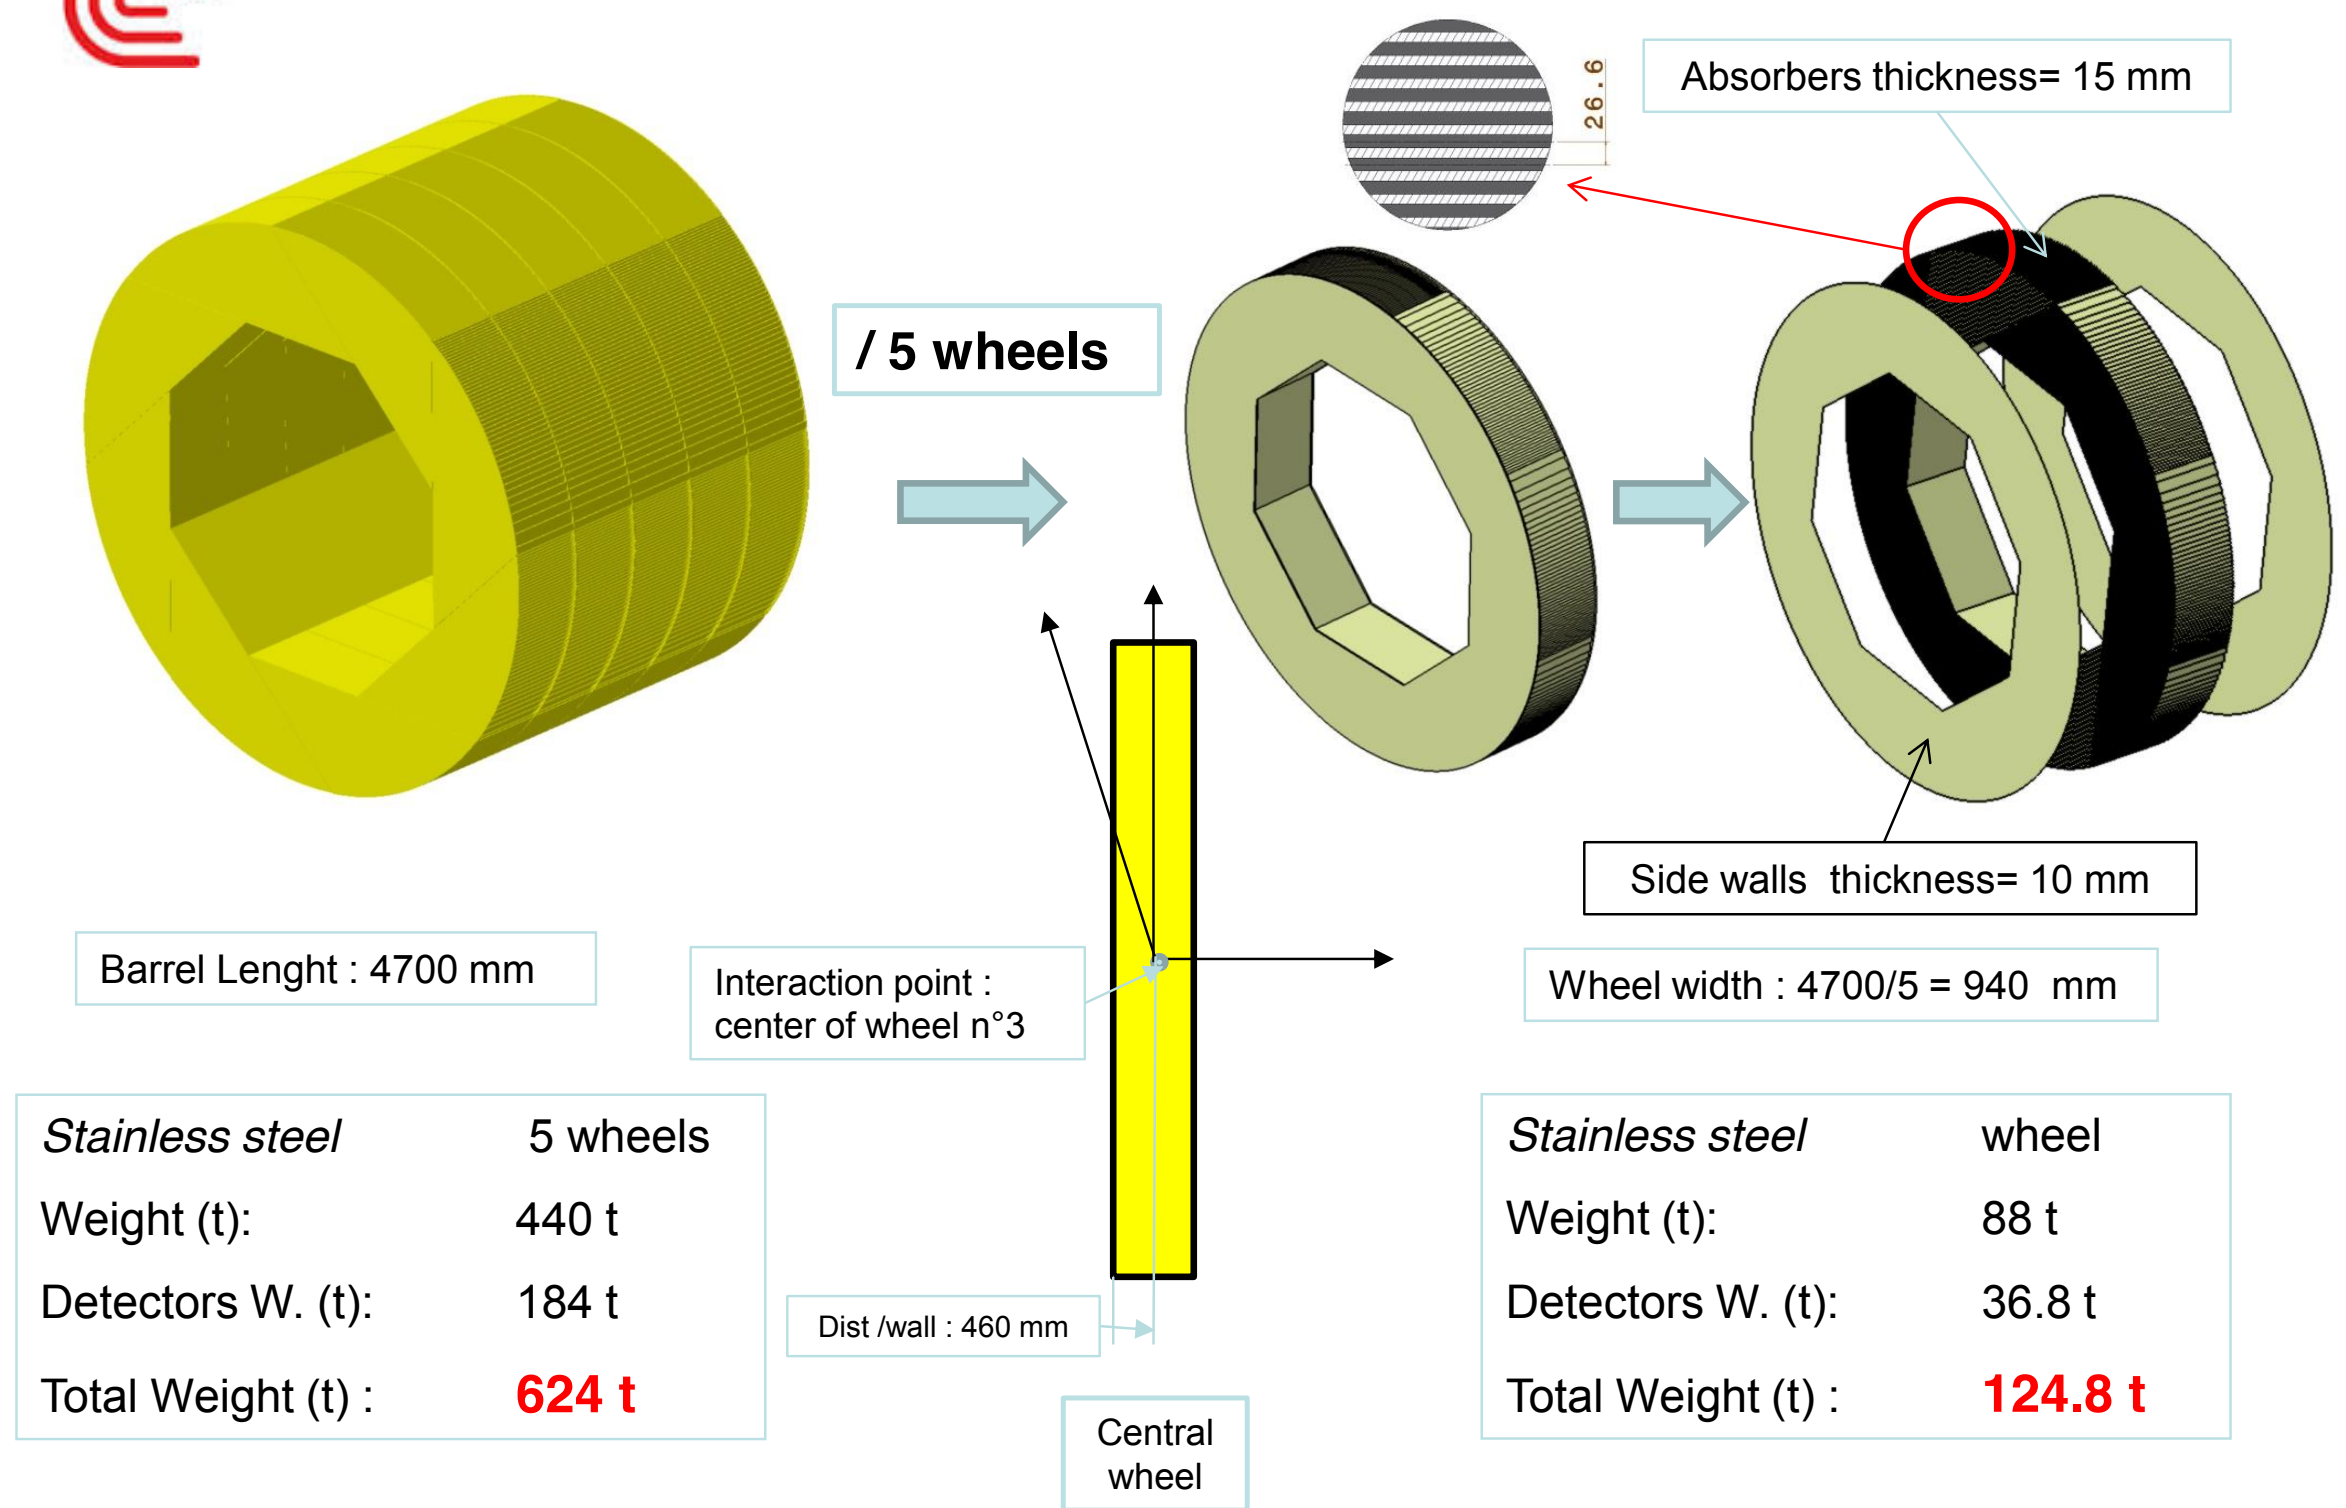 26.6
Absorbers thickness= 15 mm
/ 5 wheels
Side walls thickness= 10 mm
Barrel Lenght : 4700 mm
Interaction point :
center of wheel n°3
Wheel width : 4700/5 = 940 mm
Stainless steel 5 wheels
Weight (t): 440 t
Detectors W. (t): 184 t
Total Weight (t) : 624 t
Dist /wall : 460 mm
Central
wheel
Stainless steel wheel
Weight (t): 88 t
Detectors W. (t): 36.8 t
Total Weight (t) : 124.8 t